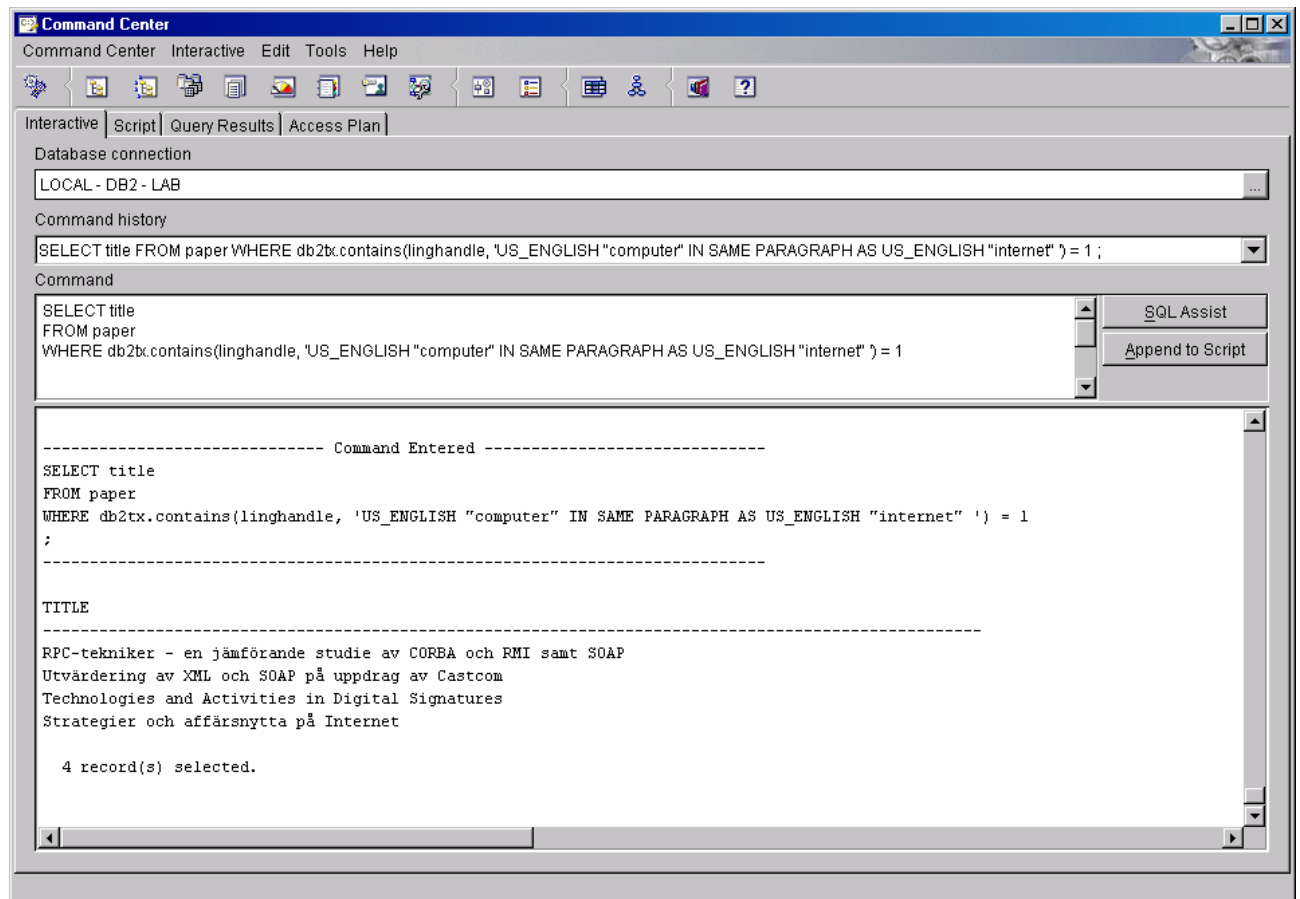 Command Center
Command Center Interactive Edit Tools Help
Interactive Script Query Results Access Plan
Database connection
LOCAL - DB2 - LAB
...
Command history
SELECT title FROM paper WHERE db2tx.contains(linghandle, 'US_ENGLISH "computer" IN SAME PARAGRAPH AS US_ENGLISH "internet" ') = 1 ;
Command
SELECT title
FROM paper
WHERE db2tx.contains(linghandle, 'US_ENGLISH "computer" IN SAME PARAGRAPH AS US_ENGLISH "internet" ') = 1
SQL Assist
Append to Script
------------------------------ Command Entered ------------------------------
SELECT title
FROM paper
WHERE db2tx.contains(linghandle, 'US_ENGLISH "computer" IN SAME PARAGRAPH AS US_ENGLISH "internet" ') = 1
;
-----------------------------------------------------------------------------
TITLE
----------------------------------------------------------------------------------------------------
RPC-tekniker - en jämförande studie av CORBA och RMI samt SOAP
Utvärdering av XML och SOAP på uppdrag av Castcom
Technologies and Activities in Digital Signatures
Strategier och affärsnytta på Internet
4 record(s) selected.